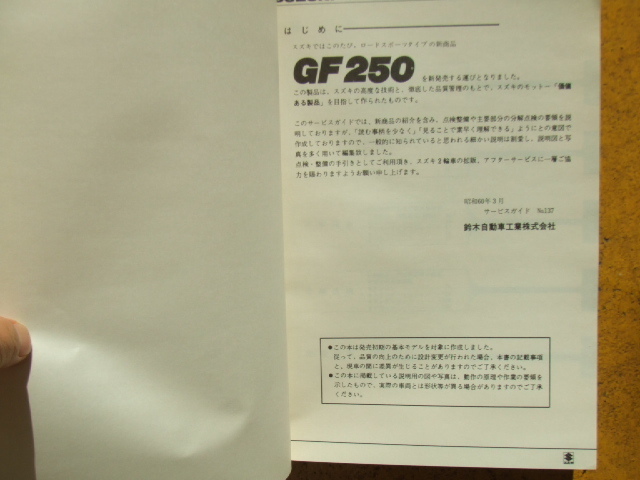 はじめに
スズキではこのたび、ロードスポーツタイプの新商品
GF250 を新発売する運びとなりました。
この製品は、スズキの高度な技術と、徹底した品質管理のもとで、スズキのモットー「価値
ある製品」を目指して作られたものです。
このサービスガイドでは、新商品の紹介を含み、点検整備や主要部分の分解点検の要領を説
明しておりますが、「読む事柄を少なく」「見ることで素早く理解できる」ようにとの意図で
作成しておりますので、一般的に知られていると思われる細かい説明は割愛し、説明図と写
真を多く用いて編集致しました。
点検・整備の手引きとしてご利用頂き、スズキ2輪車の拡販、アフターサービスに一層ご協
力を賜わりますようお願い申し上げます。
昭和60年3月
サービスガイド No137
鈴木自動車工業株式会社
●この本は発売初期の基本モデルを対象に作成しました。
従って、品質の向上のために設計変更が行われた場合、本書の記載事項
と、現車の間に差異が生じることがありますのでご了承ください。
●この本に掲載している説明用の図や写真は、動作の原理や作業の要領を
示したもので、実際の車両とは形状等が異る場合がありますのでご了承
ください。